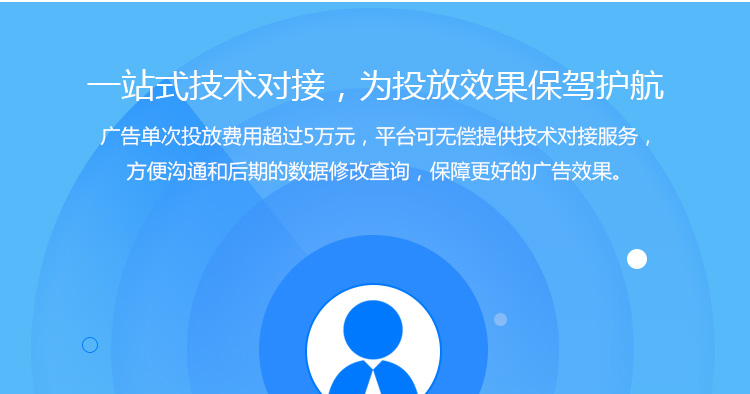 一站式技术对接，为投放效果保驾护航
广告单次投放费用超过5万元，平台可无偿提供技术对接服务，
方便沟通和后期的数据修改查询，保障更好的广告效果。